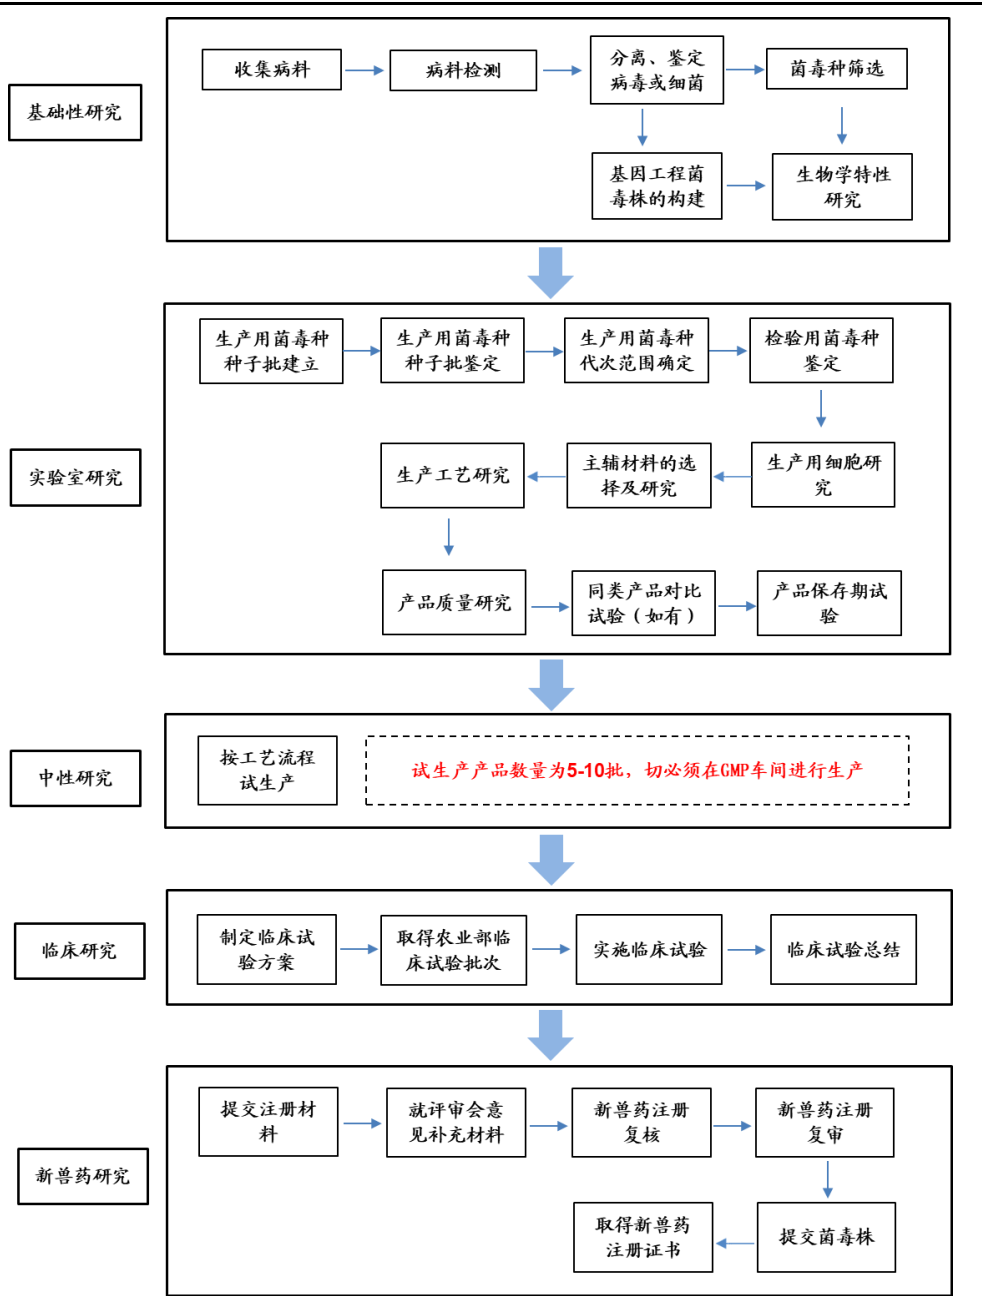 基础性研究
收集病料
病料检测
分离、鉴定
病毒或细菌
菌毒种筛选
基因工程菌
毒株的构建
生物学特性
研究
实验室研究
生产用菌毒种
种子批建立
生产用菌毒种
种子批鉴定
生产用菌毒种
代次范围确定
检验用菌毒种
鉴定
生产工艺研究
主辅材料的选
择及研究
生产用细胞研
究
产品质量研究
同类产品对比
试验（如有）
产品保存期试
验
中性研究
按工艺流程
试生产
试生产产品数量为5-10批，切必须在GMP车间进行生产
临床研究
制定临床试
验方案
取得农业部临
床试验批次
实施临床试验
临床试验总结
新兽药研究
提交注册材
料
就评审会意
见补充材料
新兽药注册
复核
新兽药注册
复审
取得新兽药
注册证书
提交菌毒株